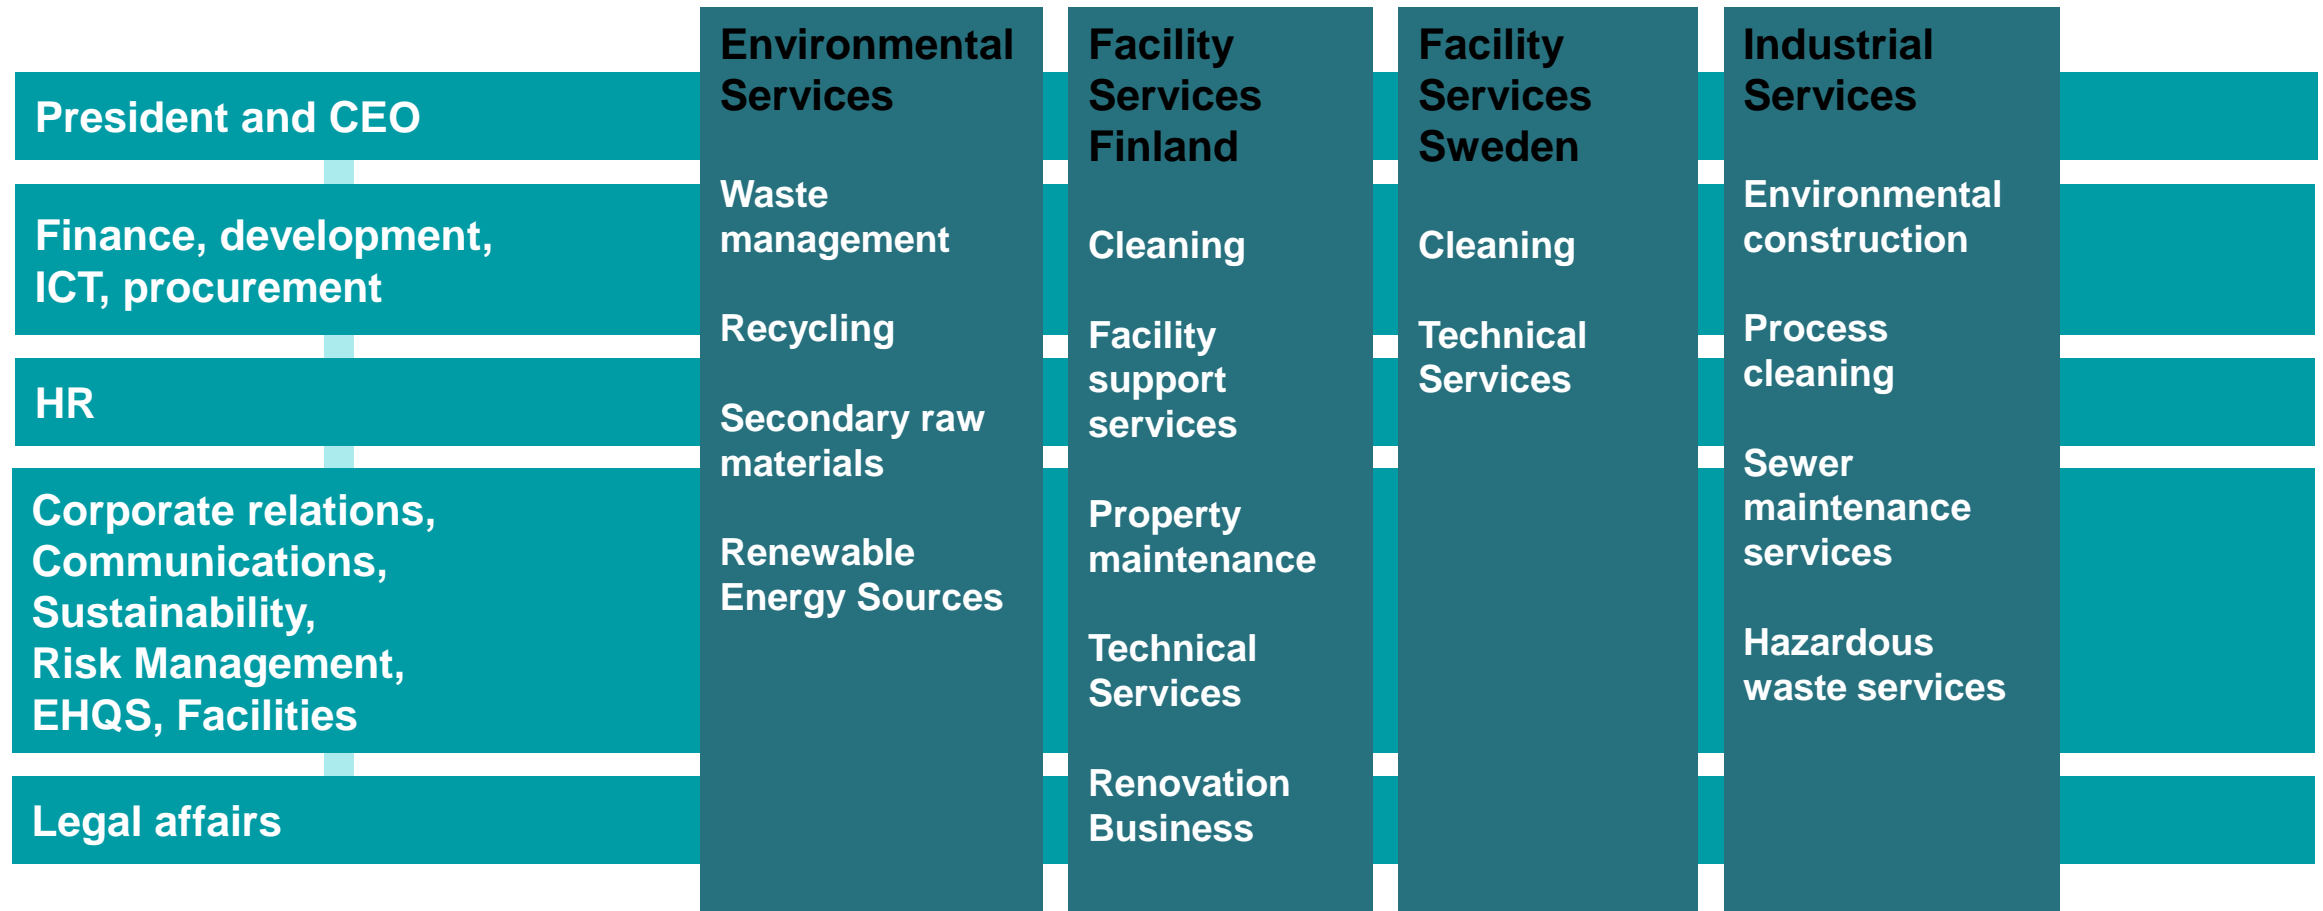 President and CEO
Finance, development,
ICT, procurement
HR
Corporate relations,
Communications,
Sustainability,
Risk Management,
EHQS, Facilities
Legal affairs
Environmental
Services
Waste
management
Recycling
Secondary raw
materials
Renewable
Energy Sources
Facility
Services
Finland
Cleaning
Facility
support
services
Property
maintenance
Technical
Services
Renovation
Business
Facility
Services
Sweden
Cleaning
Technical
Services
Industrial
Services
Environmental
construction
Process
cleaning
Sewer
maintenance
services
Hazardous
waste services